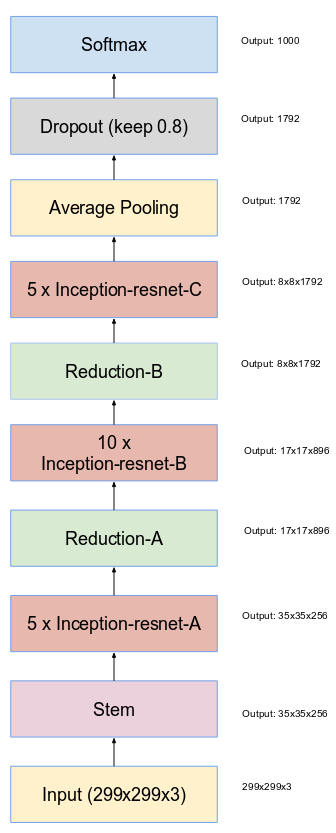 Softmax
Output: 1000
Dropout (keep 0.8)
Output: 1792
Average Pooling
Output: 1792
5 x Inception-resnet-C
Output: 8x8x1792
Reduction-B
Output: 8x8x1792
10 x
Inception-resnet-B
Output: 17x17x896
Reduction-A
Output: 17x17x896
5 x Inception-resnet-A
Output: 35x35x256
Stem
Output: 35x35x256
Input (299x299x3)
299x299x3